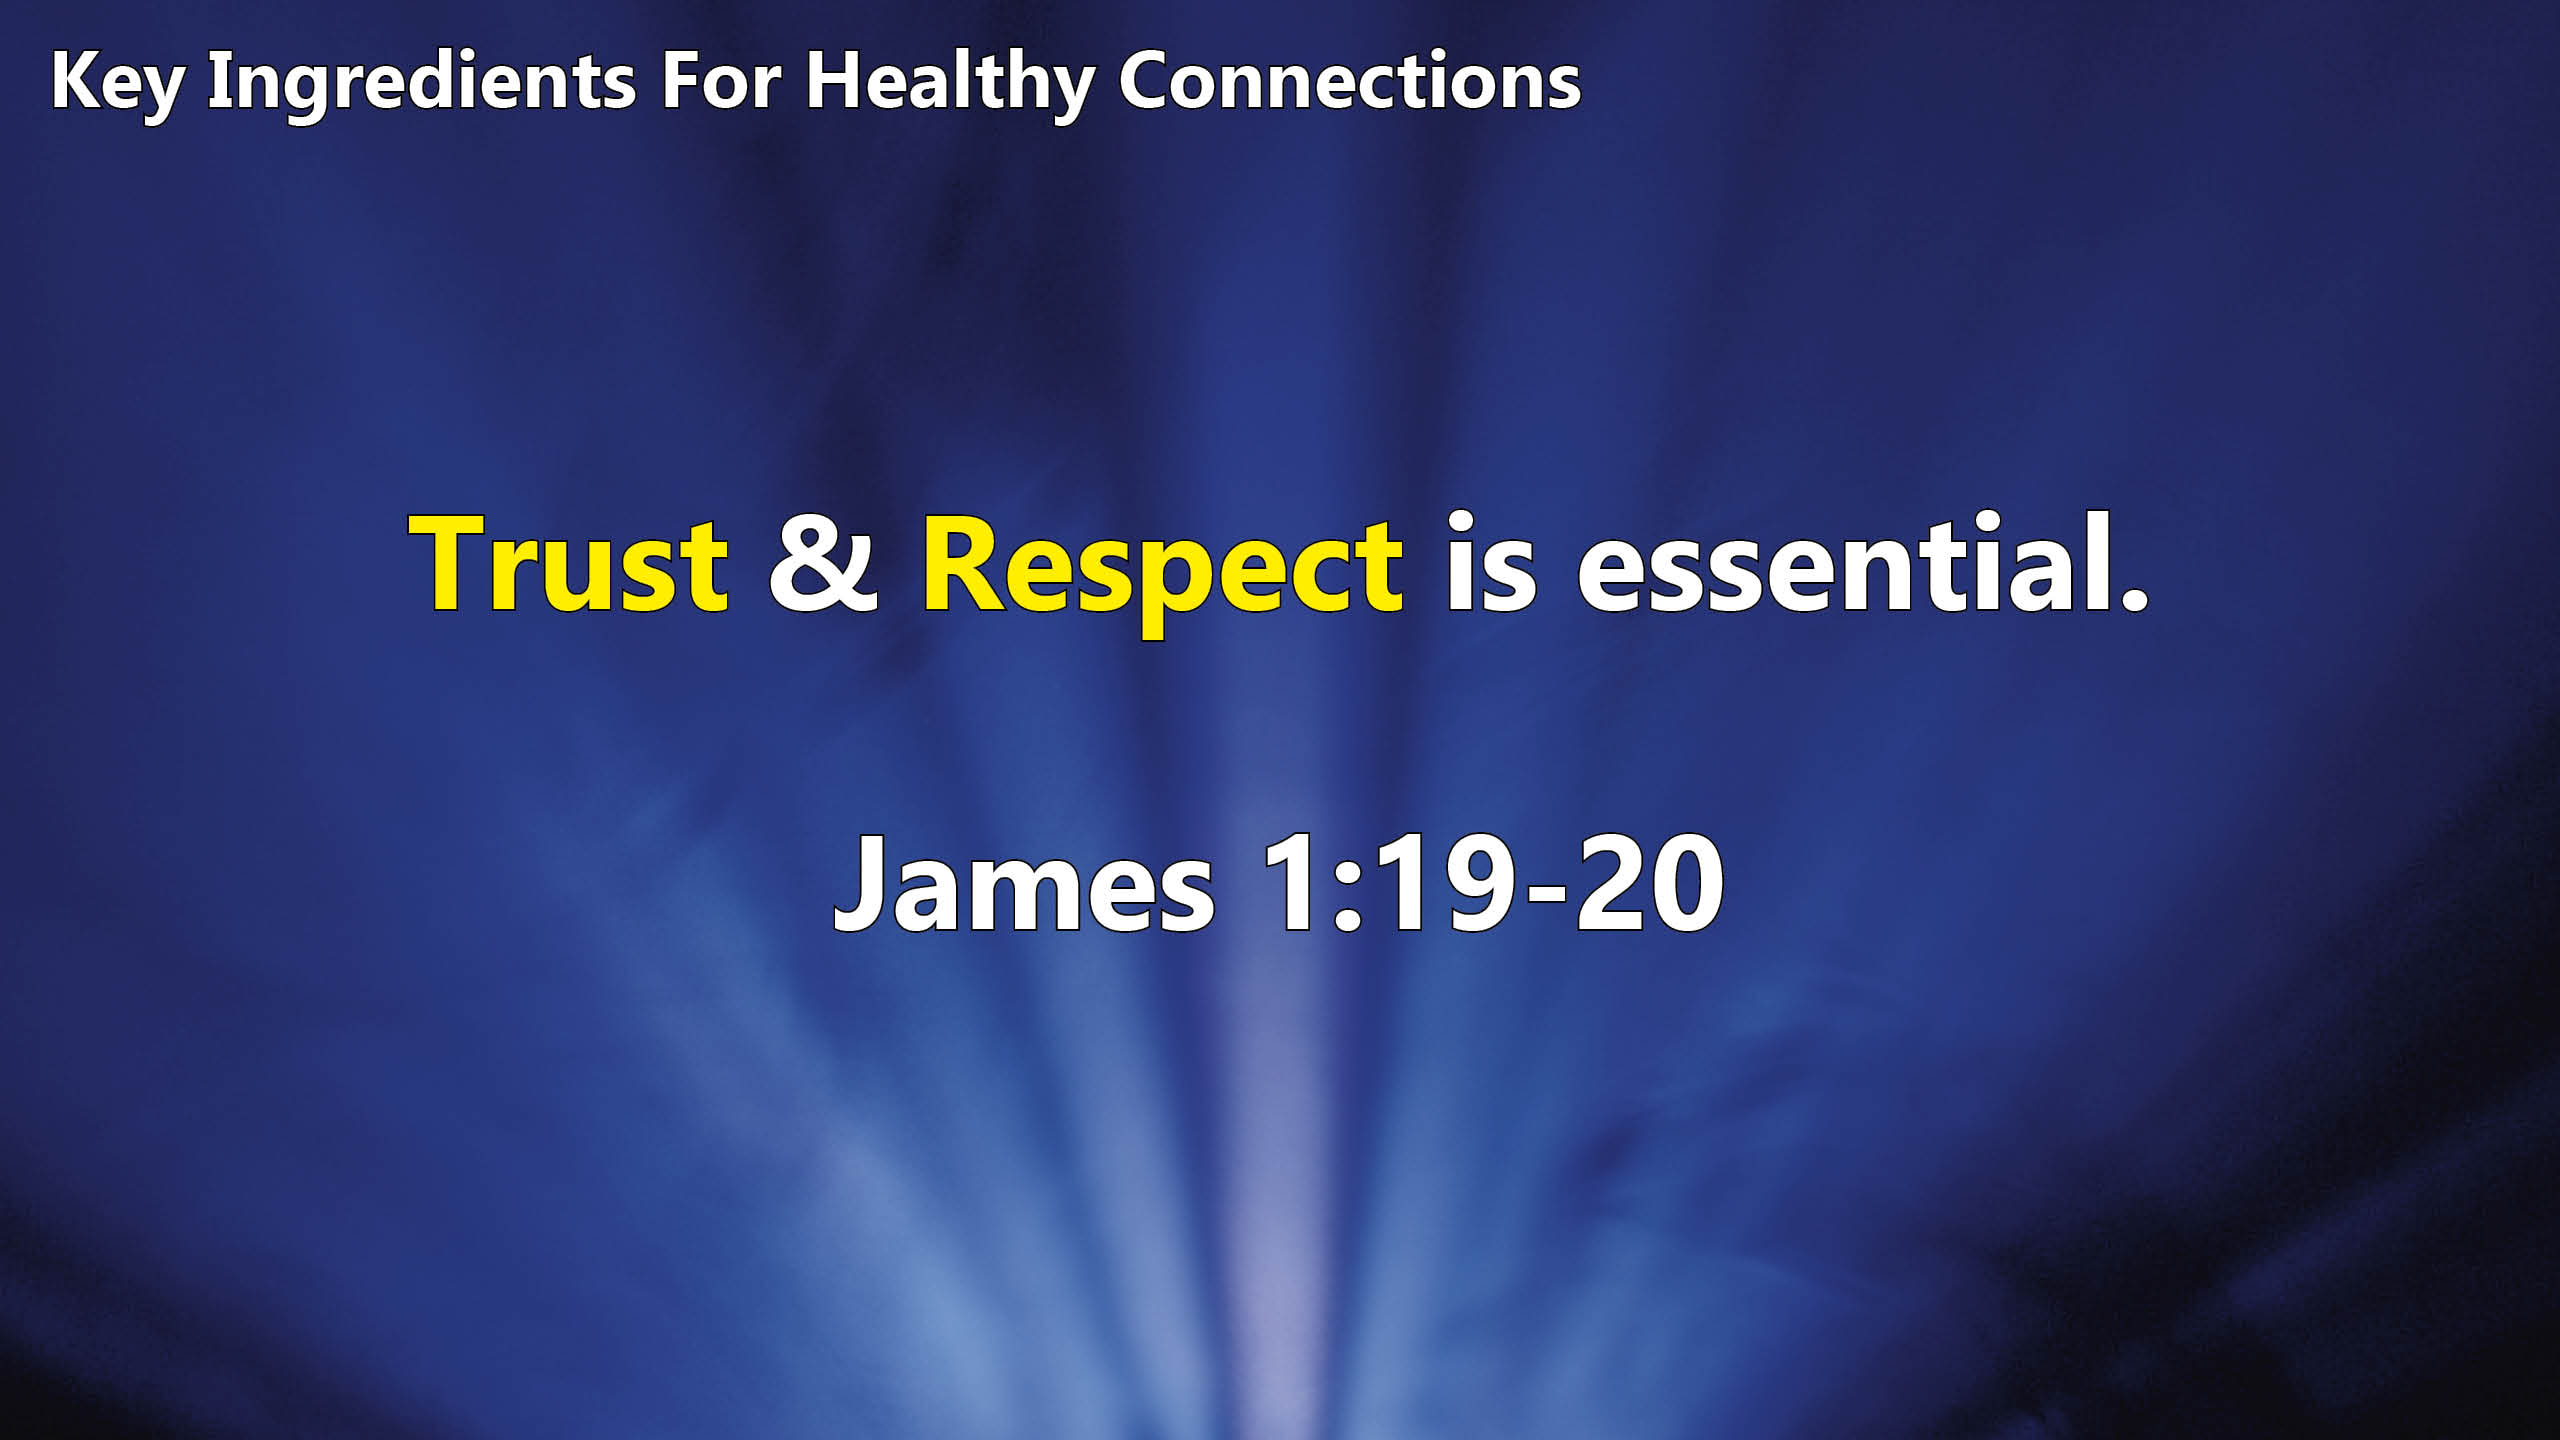 Key Ingredients For Healthy Connections
Trust & Respect is essential.
James 1:19-20